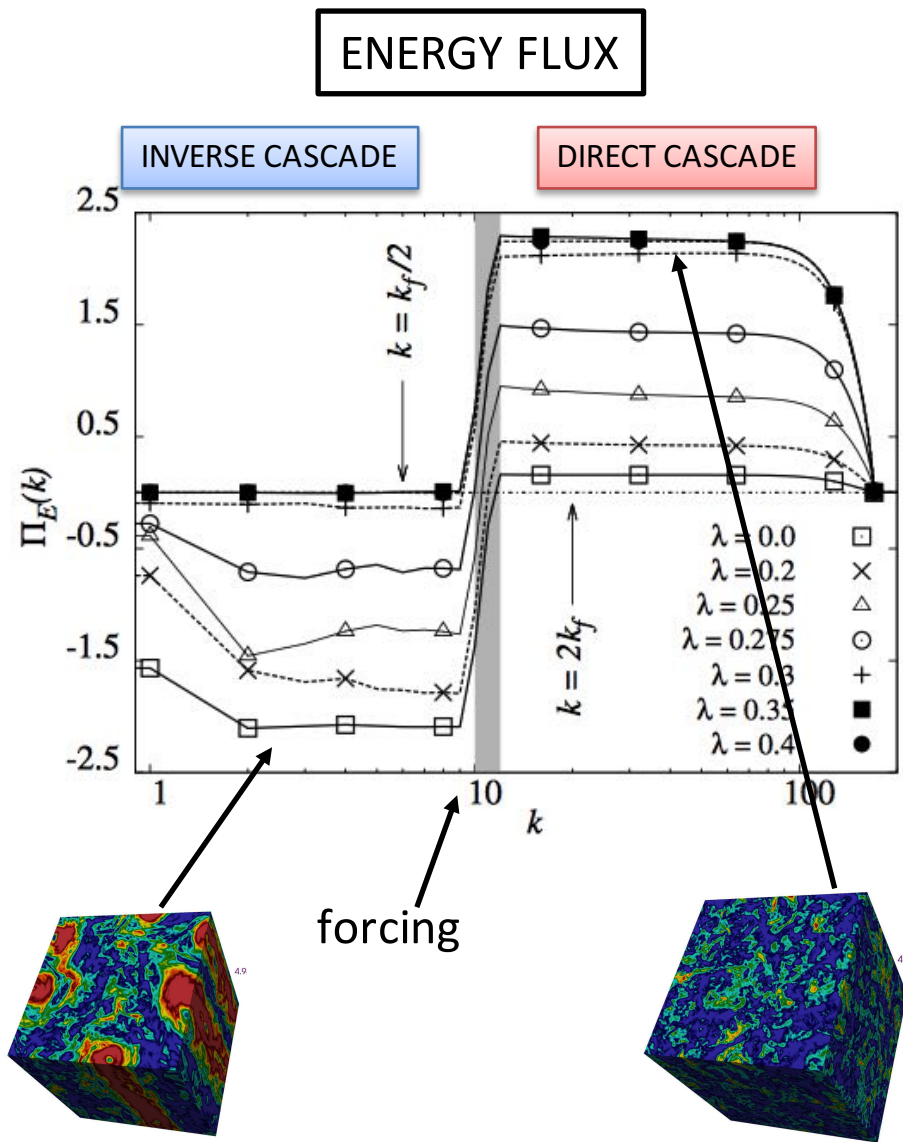 ENERGY FLUX
INVERSE CASCADE
DIRECT CASCADE
2.5
1.5
0.5
-0.5
-1.5
-2.5
Π_E(k)
k = k_f/2
k = 2k_f
λ = 0.0
λ = 0.2
λ = 0.25
λ = 0.275
λ = 0.3
λ = 0.35
λ = 0.4
1 10 100
k
forcing
4.9
4